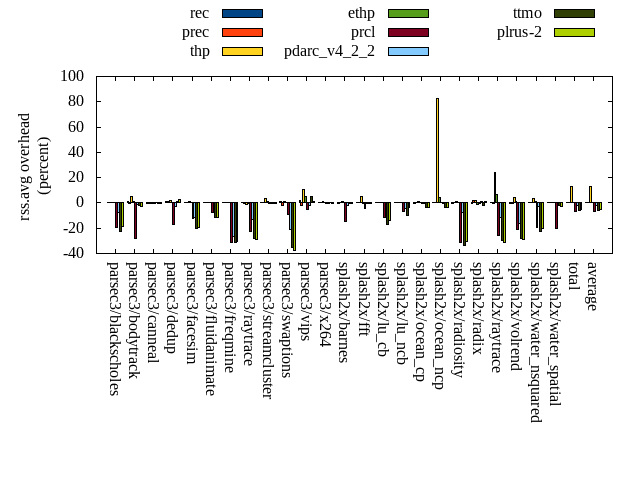 rec
prec
thp
ethp
prcl
pdarc_v4_2_2
ttmo
plrus-2
rss.avg overhead
(percent)
100
80
60
40
20
0
-20
-40
parsec3/blackscholes
parsec3/bodytrack
parsec3/canneal
parsec3/dedup
parsec3/facesim
parsec3/fluidanimate
parsec3/freqmine
parsec3/raytrace
parsec3/streamcluster
parsec3/swaptions
parsec3/vips
parsec3/x264
splash2x/barnes
splash2x/fft
splash2x/lu_cb
splash2x/lu_ncb
splash2x/ocean_cp
splash2x/ocean_ncp
splash2x/radiosity
splash2x/radix
splash2x/raytrace
splash2x/volrend
splash2x/water_nsquared
splash2x/water_spatial
total
average